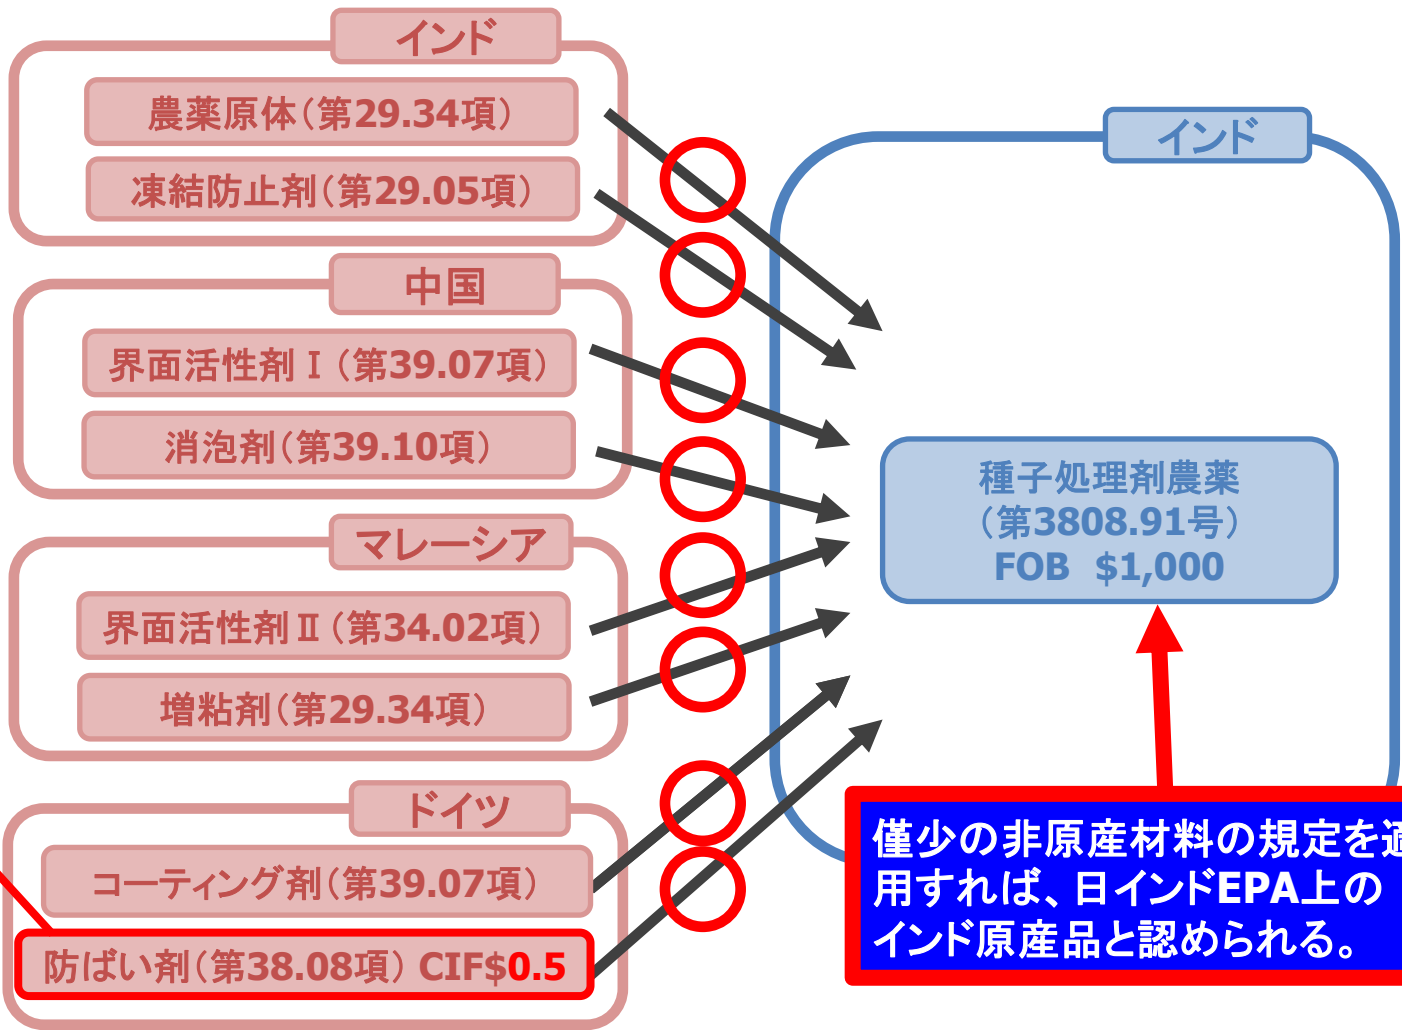 インド
農薬原体（第29.34項）
凍結防止剤（第29.05項）
中国
界面活性剤Ⅰ（第39.07項）
消泡剤（第39.10項）
マレーシア
界面活性剤Ⅱ（第34.02項）
増粘剤（第29.34項）
ドイツ
コーティング剤（第39.07項）
防ばい剤（第38.08項）CIF$0.5
インド
種子処理剤農薬
（第3808.91号）
FOB $1,000
僅少の非原産材料の規定を適
用すれば、日インドEPA上の
インド原産品と認められる。